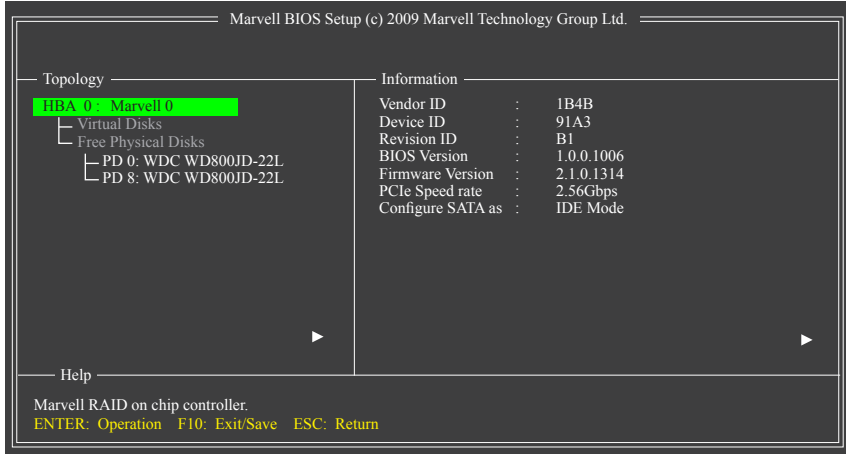 Marvell BIOS Setup (c) 2009 Marvell Technology Group Ltd.
Topology
HBA 0 : Marvell 0
Virtual Disks
Free Physical Disks
PD 0: WDC WD800JD-22L
PD 8: WDC WD800JD-22L
Information
Vendor ID : 1B4B
Device ID : 91A3
Revision ID : B1
BIOS Version : 1.0.0.1006
Firmware Version : 2.1.0.1314
PCIe Speed rate : 2.56Gbps
Configure SATA as : IDE Mode
Help
Marvell RAID on chip controller.
ENTER: Operation F10: Exit/Save ESC: Return